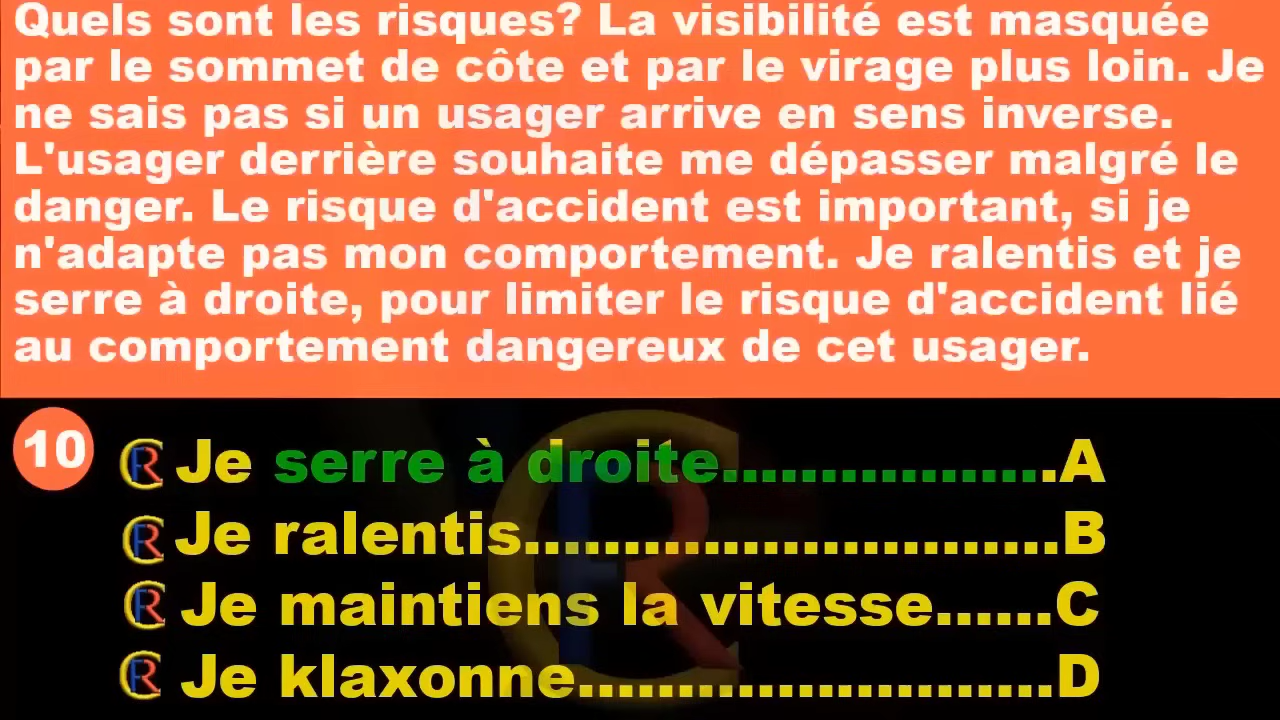 Quels sont les risques? La visibilité est masquée
par le sommet de côte et par le virage plus loin. Je
ne sais pas si un usager arrive en sens inverse.
L'usager derrière souhaite me dépasser malgré le
danger. Le risque d'accident est important, si je
n'adapte pas mon comportement. Je ralentis et je
serre à droite, pour limiter le risque d'accident lié
au comportement dangereux de cet usager.
10
CR Je serre à droite.................A
CR Je ralentis...........................B
CR Je maintiens la vitesse......C
CR Je klaxonne........................D